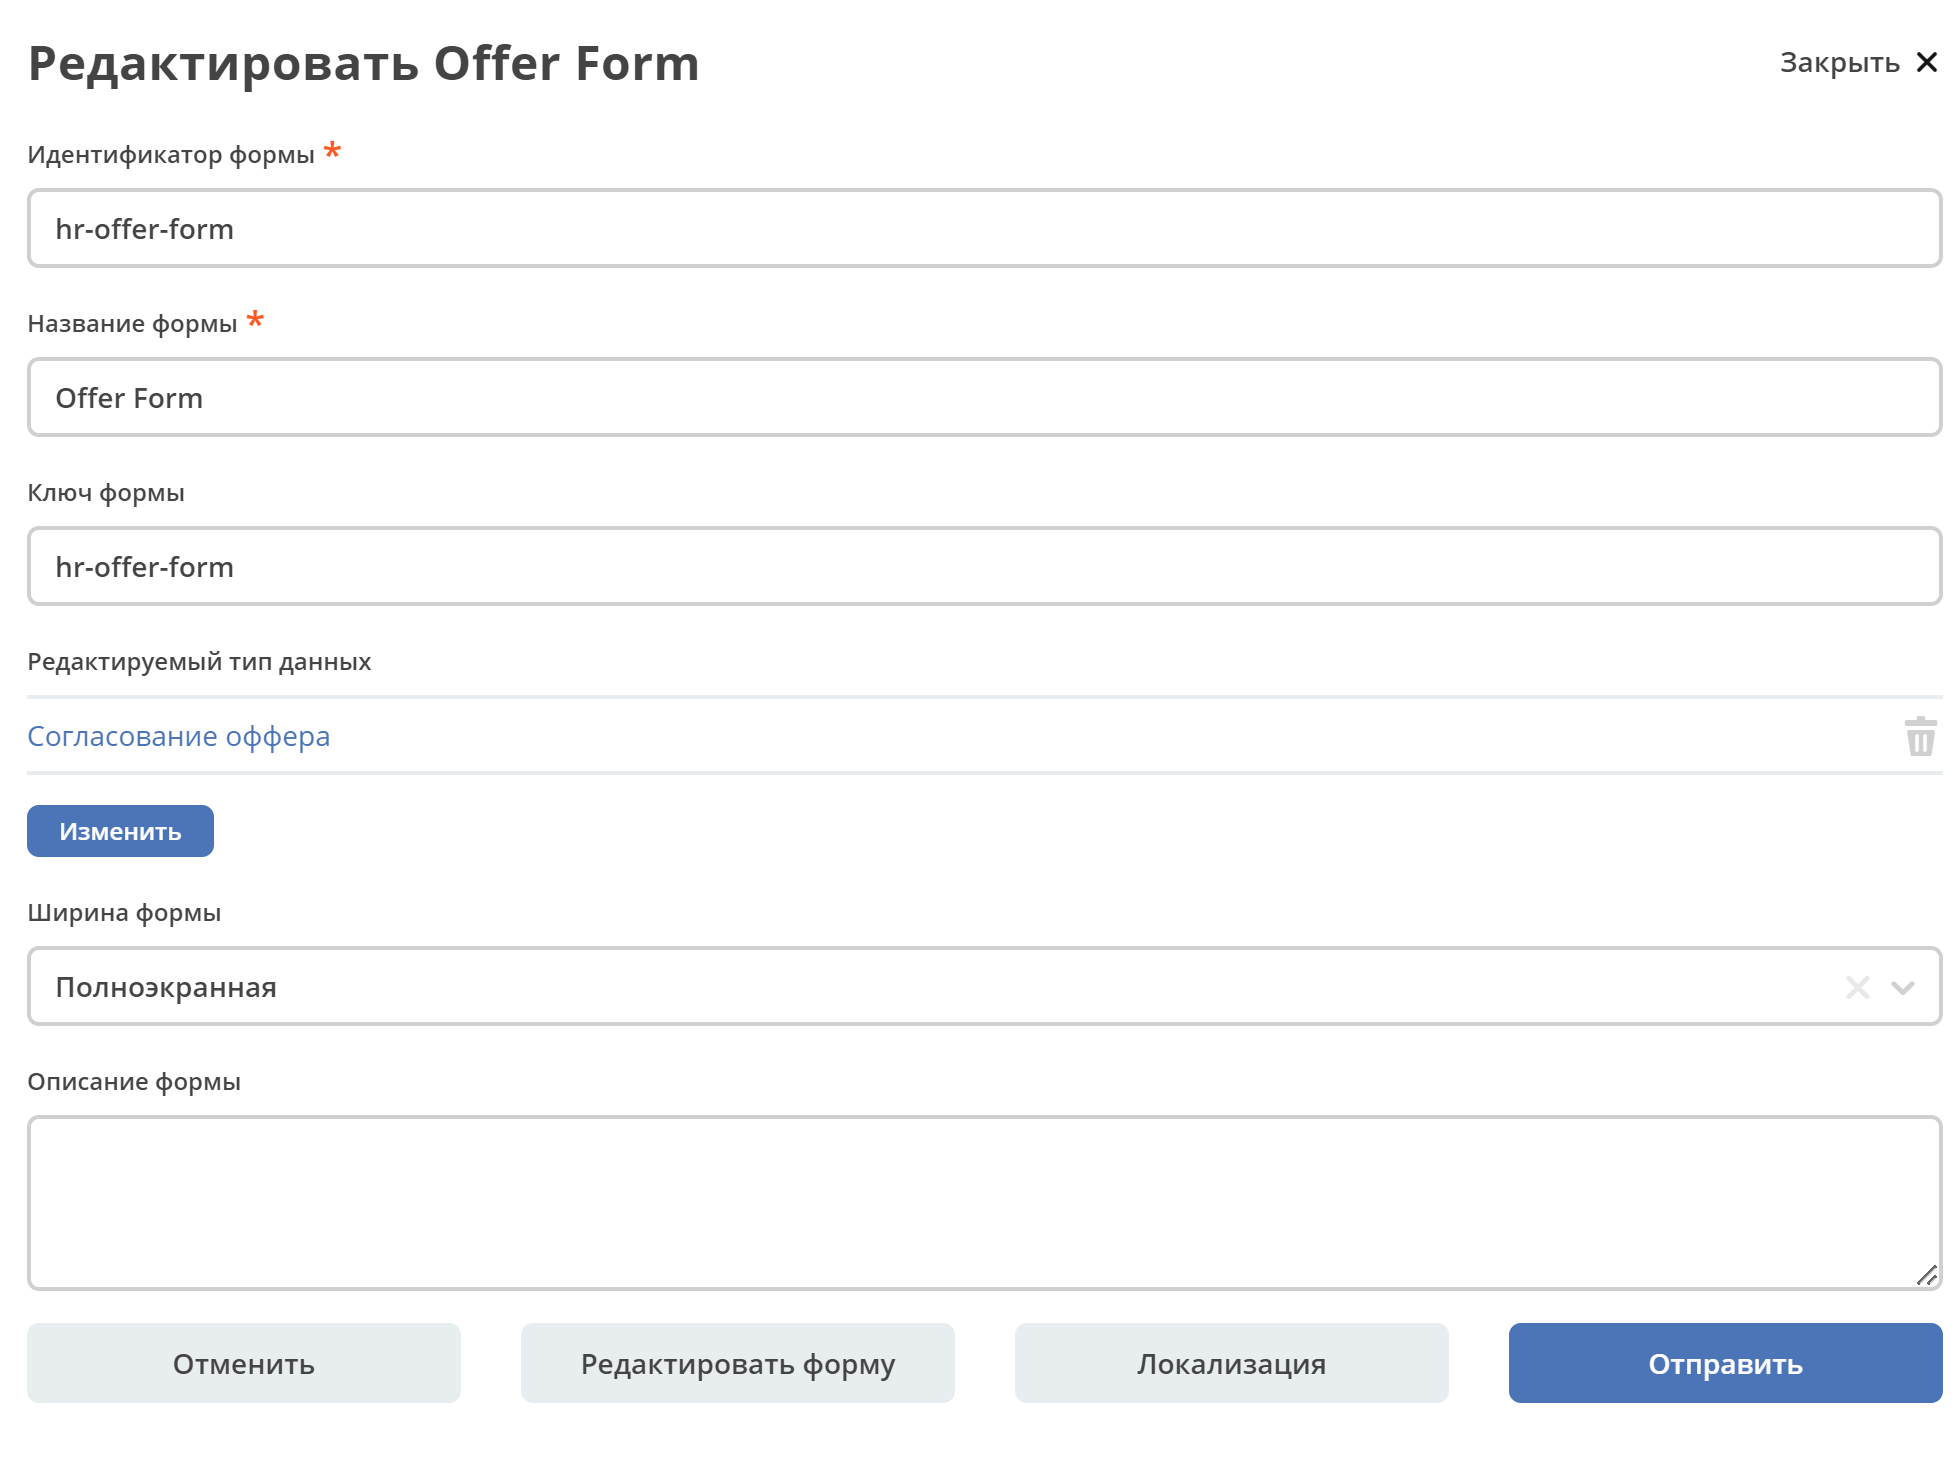 Редактировать Offer Form
Закрыть
Идентификатор формы *
hr-offer-form
Название формы *
Offer Form
Ключ формы
hr-offer-form
Редактируемый тип данных
Согласование оффера
Изменить
Ширина формы
Полноэкранная
Описание формы
Отменить
Редактировать форму
Локализация
Отправить